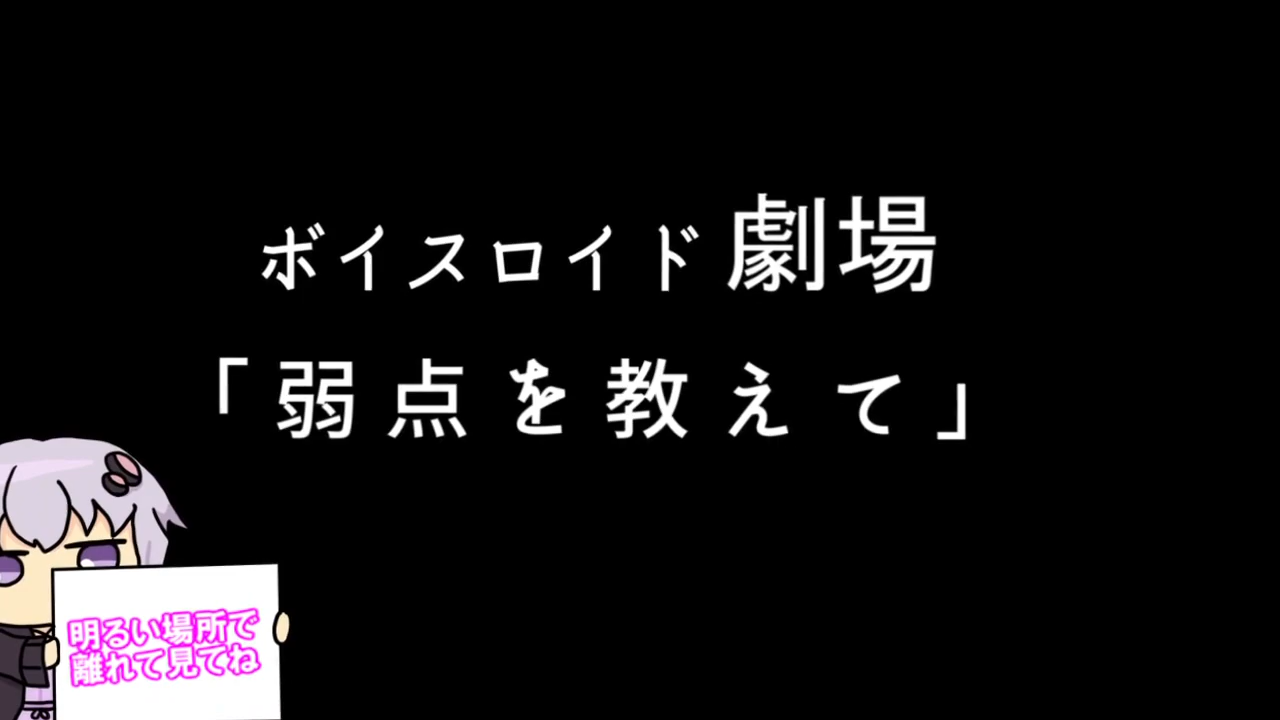 ボイスロイド劇場
「弱点を教えて」
明るい場所で
離れて見てね